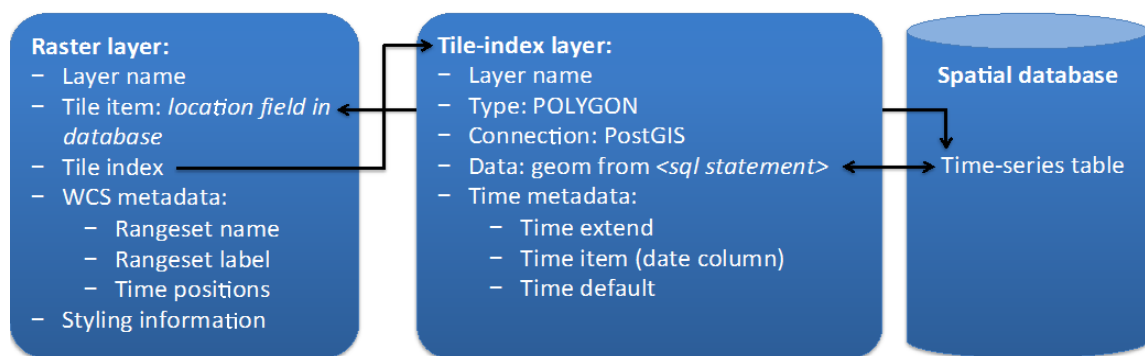 Raster layer:
– Layer name
– Tile item: location field in
database
– Tile index
– WCS metadata:
– Rangeset name
– Rangeset label
– Time positions
– Styling information
Tile-index layer:
– Layer name
– Type: POLYGON
– Connection: PostGIS
– Data: geom from <sql statement>
– Time metadata:
– Time extend
– Time item (date column)
– Time default
Spatial database
Time-series table